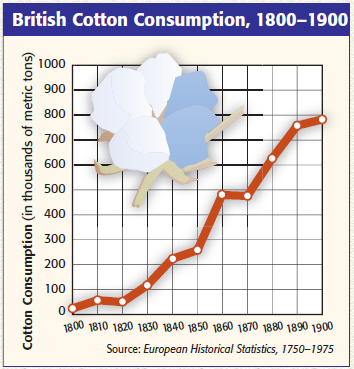 British Cotton Consumption, 1800–1900
Cotton Consumption (in thousands of metric tons)
1000
900
800
700
600
500
400
300
200
100
0
1800 1810 1820 1830 1840 1850 1860 1870 1880 1890 1900
Source: European Historical Statistics, 1750–1975